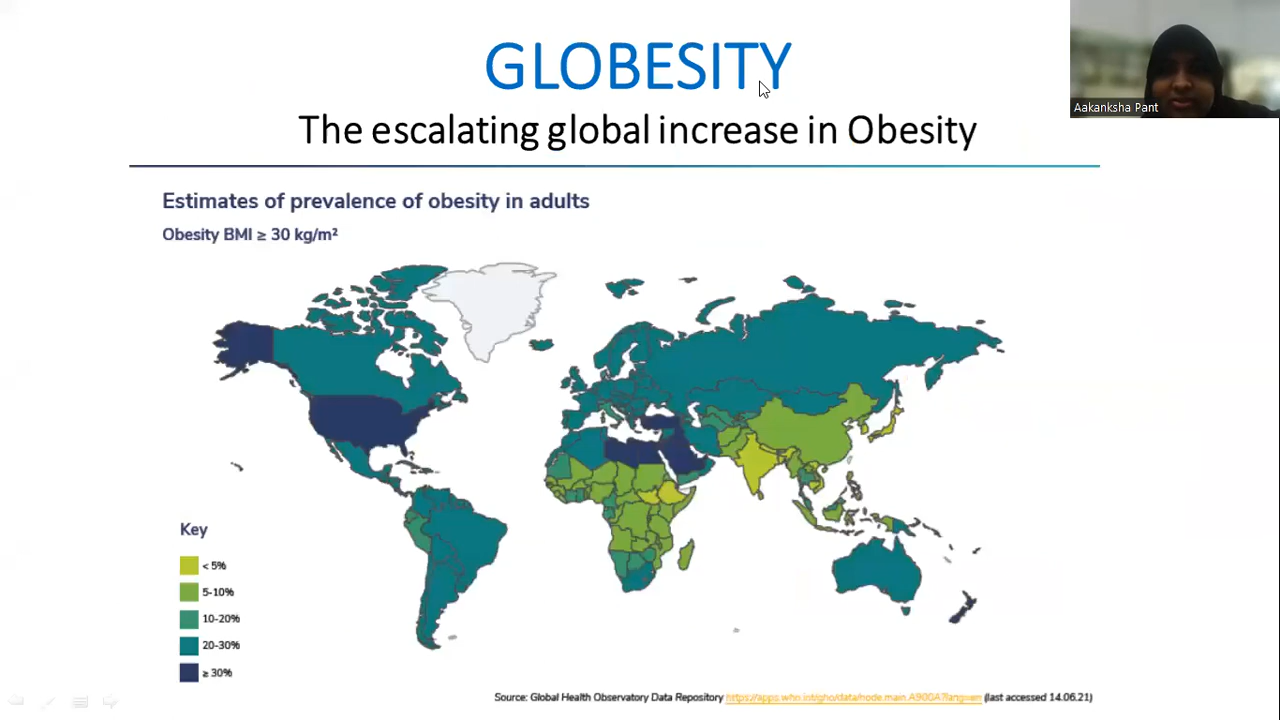 GLOBESITY
Aakanksha Pant
The escalating global increase in Obesity
Estimates of prevalence of obesity in adults
Obesity BMI ≥ 30 kg/m²
Key
< 5%
5-10%
10-20%
20-30%
≥ 30%
Source: Global Health Observatory Data Repository (last accessed 14.06.21)